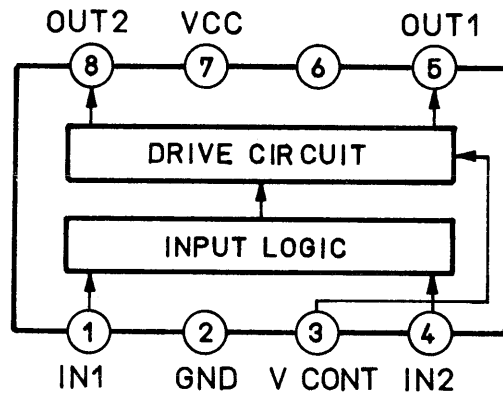 OUT2 VCC OUT1
8 7 6 5
DRIVE CIRCUIT
INPUT LOGIC
1 2 3 4
IN1 GND V CONT IN2